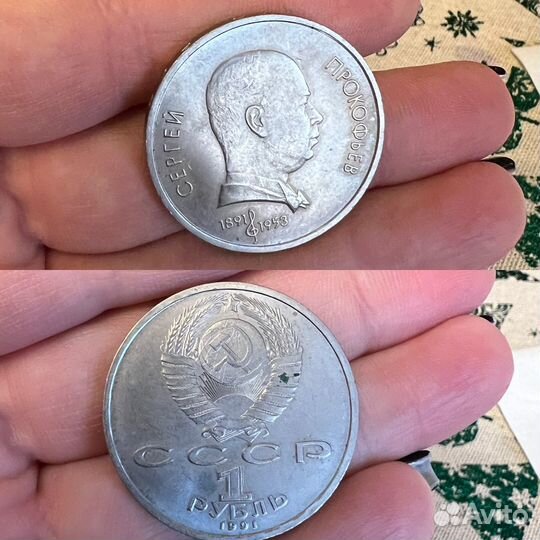 СЕРГЕЙ ПРОКОФЬЕВ
1891 1953
СССР
1
РУБЛЬ
1991
Avito